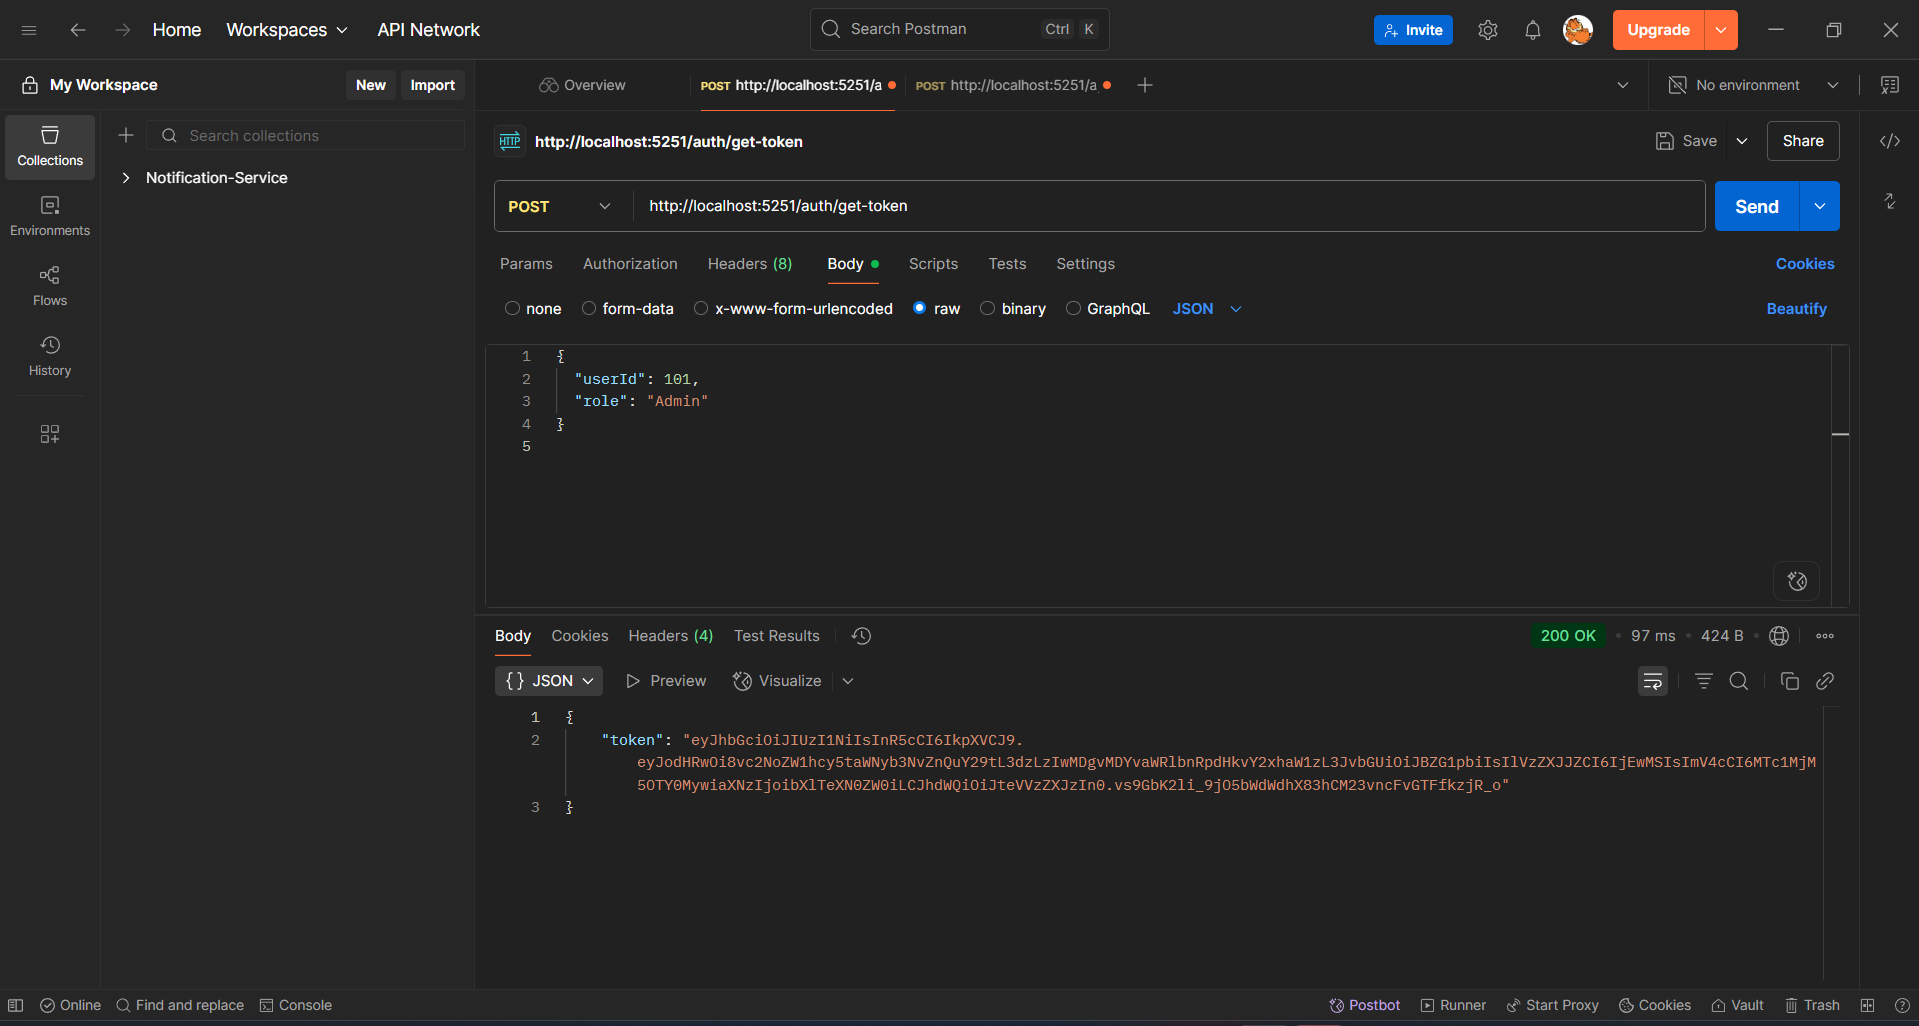 Home Workspaces API Network Search Postman Ctrl K Invite Upgrade
My Workspace New Import Overview POST http://localhost:5251/a POST http://localhost:5251/a No environment
Collections
Environments
Flows
History
Search collections
Notification-Service
HTTP http://localhost:5251/auth/get-token Save Share
POST http://localhost:5251/auth/get-token Send
Params Authorization Headers (8) Body Scripts Tests Settings Cookies
none form-data x-www-form-urlencoded raw binary GraphQL JSON Beautify
1 {
2 "userId": 101,
3 "role": "Admin"
4 }
5
Body Cookies Headers (4) Test Results 200 OK • 97 ms • 424 B •
{} JSON Preview Visualize
1 {
2 "token": "eyJhbGciOiJIUzI1NiIsInR5cCI6IkpXVCJ9.
eyJodHRwOi8vc2NoZW1hcy5taWNyb3NvZnQuY29tL3dzLzIwMDgvMDYvaWRlbnRpdHkvY2xhaW1zL3JvbGUiOiJBZG1pbiIsIlVzZXJJZCI6IjEwMSIsImV4cCI6MTc1MjM
5OTY0MywiaXNzIjoibXlTeXN0ZW0iLCJhdWQiOiJteVVzZXJzIn0.vs9GbK2li_9jO5bWdWdhX83hCM23vncFvGTFfkzjR_o"
3 }
Online Find and replace Console Postbot Runner Start Proxy Cookies Vault Trash